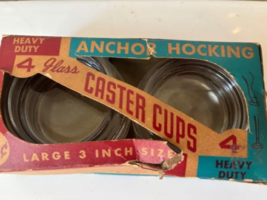 HEAVY
DUTY
ANCHOR HOCKING
4 Glass
CASTER CUPS
LARGE 3 INCH SIZE
4
HEAVY
DUTY